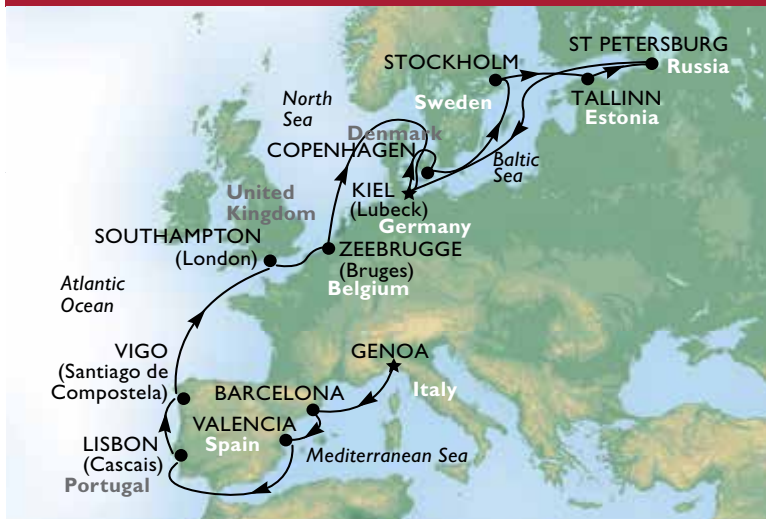 ST PETERSBURG
Russia
STOCKHOLM
Sweden
TALLINN
Estonia
North
Sea
Denmark
COPENHAGEN
Baltic
Sea
KIEL
(Lubeck)
Germany
United
Kingdom
SOUTHAMPTON
(London)
ZEEBRUGGE
(Bruges)
Belgium
Atlantic
Ocean
VIGO
(Santiago de
Compostela)
GENOA
Italy
BARCELONA
VALENCIA
Spain
Mediterranean Sea
LISBON
(Cascais)
Portugal